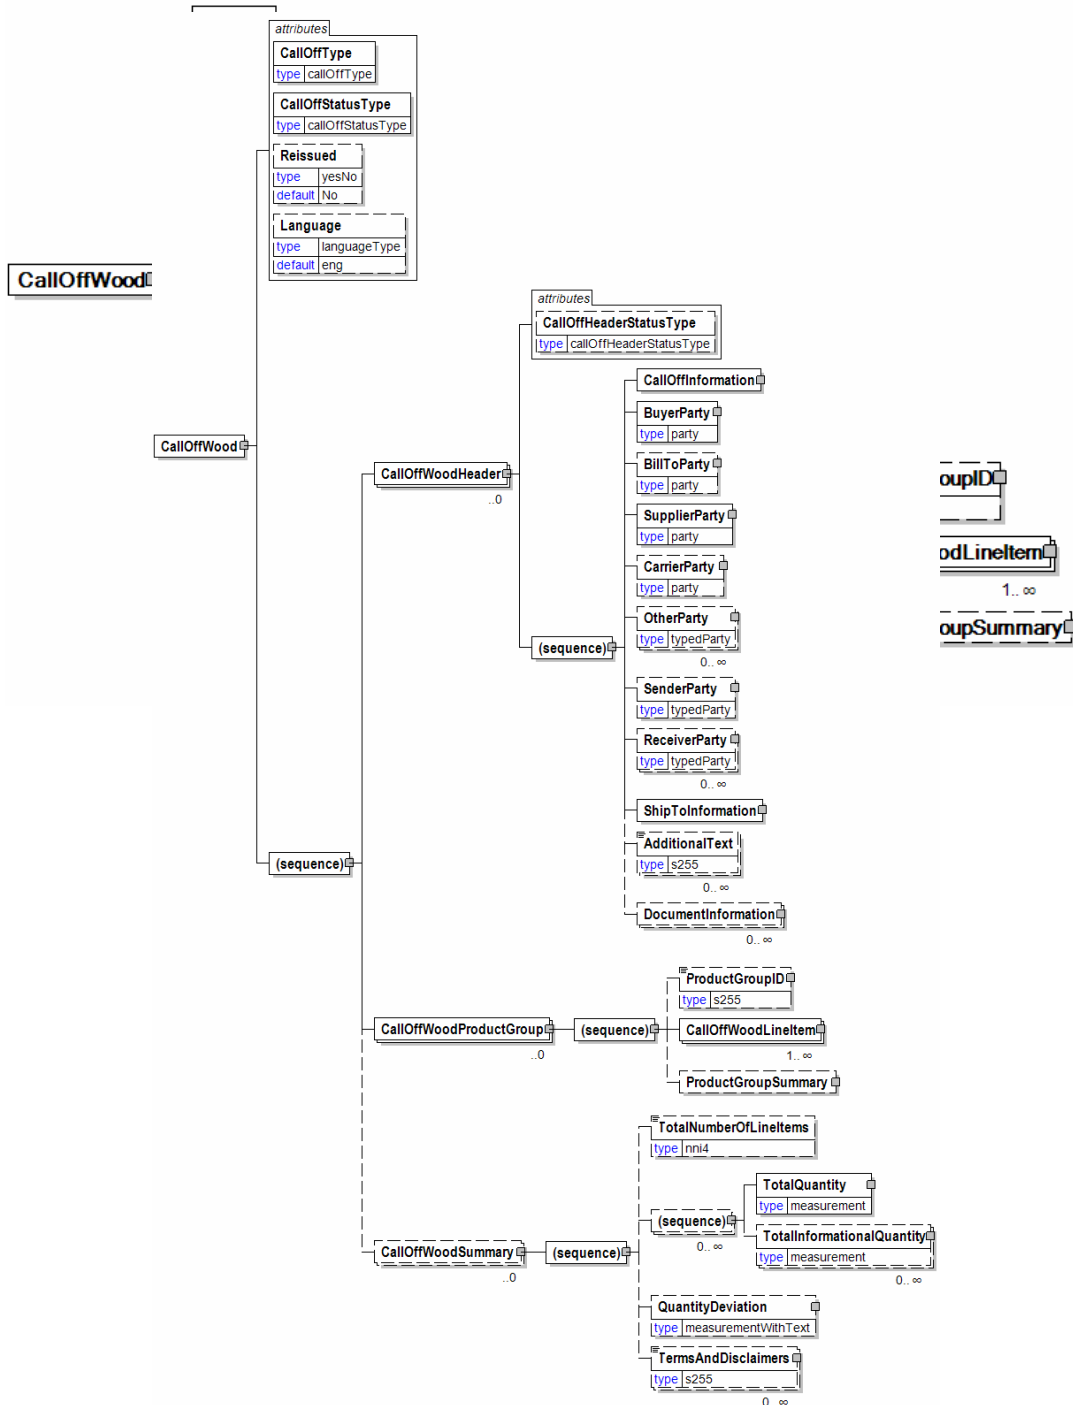 attributes
CallOffType
type callOffType
CallOffStatusType
type callOffStatusType
Reissued
type yesNo
default No
Language
type languageType
default eng
CallOffWood
attributes
CallOffHeaderStatusType
type callOffHeaderStatusType
CallOffInformation
BuyerParty
type party
CallOffWood
CallOffWoodHeader
..0
BillToParty
type party
SupplierParty
type party
CarrierParty
type party
OtherParty
type typedParty
0.. ∞
(sequence)
SenderParty
type typedParty
ReceiverParty
type typedParty
0.. ∞
ShipToInformation
AdditionalText
type s255
0.. ∞
DocumentInformation
0.. ∞
oupID
odLineItem
1.. ∞
oupSummary
(sequence)
ProductGroupID
type s255
CallOffWoodProductGroup
..0
(sequence)
CallOffWoodLineItem
1.. ∞
ProductGroupSummary
TotalNumberOfLineItems
type nni4
(sequence)
0.. ∞
TotalQuantity
type measurement
TotalInformationalQuantity
type measurement
0.. ∞
CallOffWoodSummary
..0
(sequence)
QuantityDeviation
type measurementWithText
TermsAndDisclaimers
type s255
0.. ∞